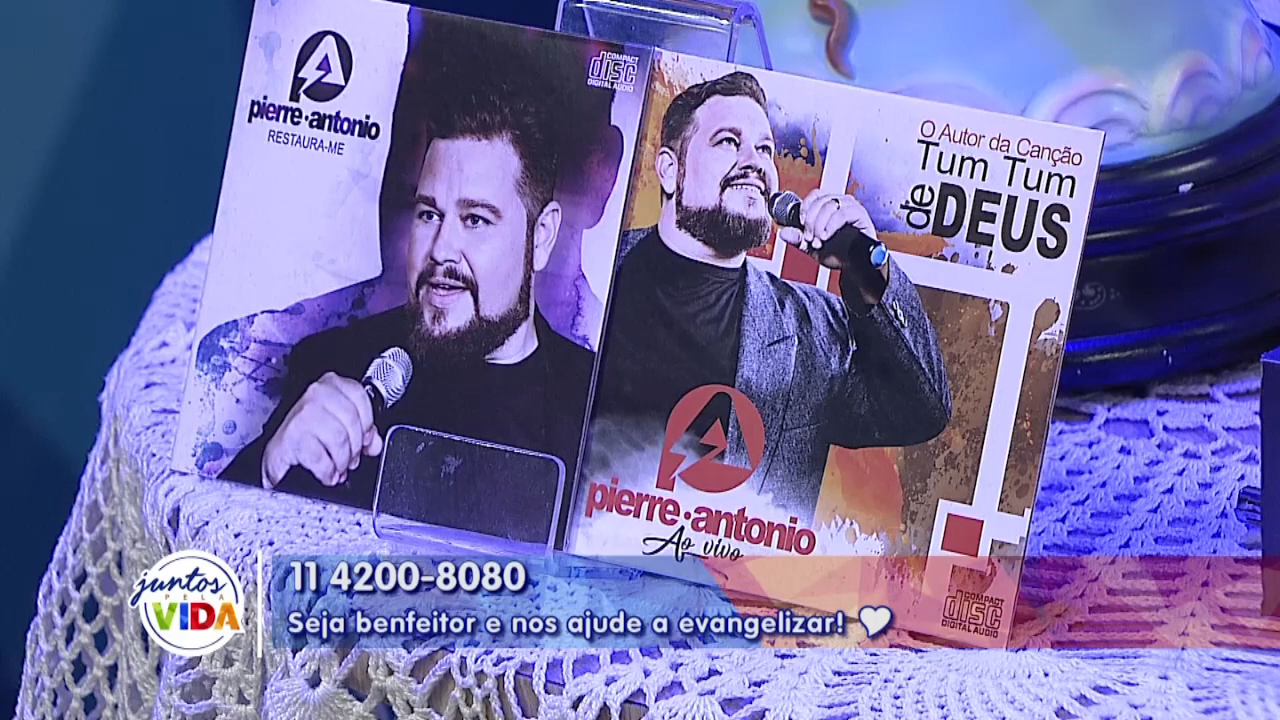 pierre·antonio
RESTAURA-ME
COMPACT
disc
DIGITAL AUDIO
O Autor da Canção
Tum Tum
de DEUS
pierre·antonio
Ao vivo
COMPACT
disc
DIGITAL AUDIO
juntos
PELA
VIDA
11 4200-8080
Seja benfeitor e nos ajude a evangelizar!